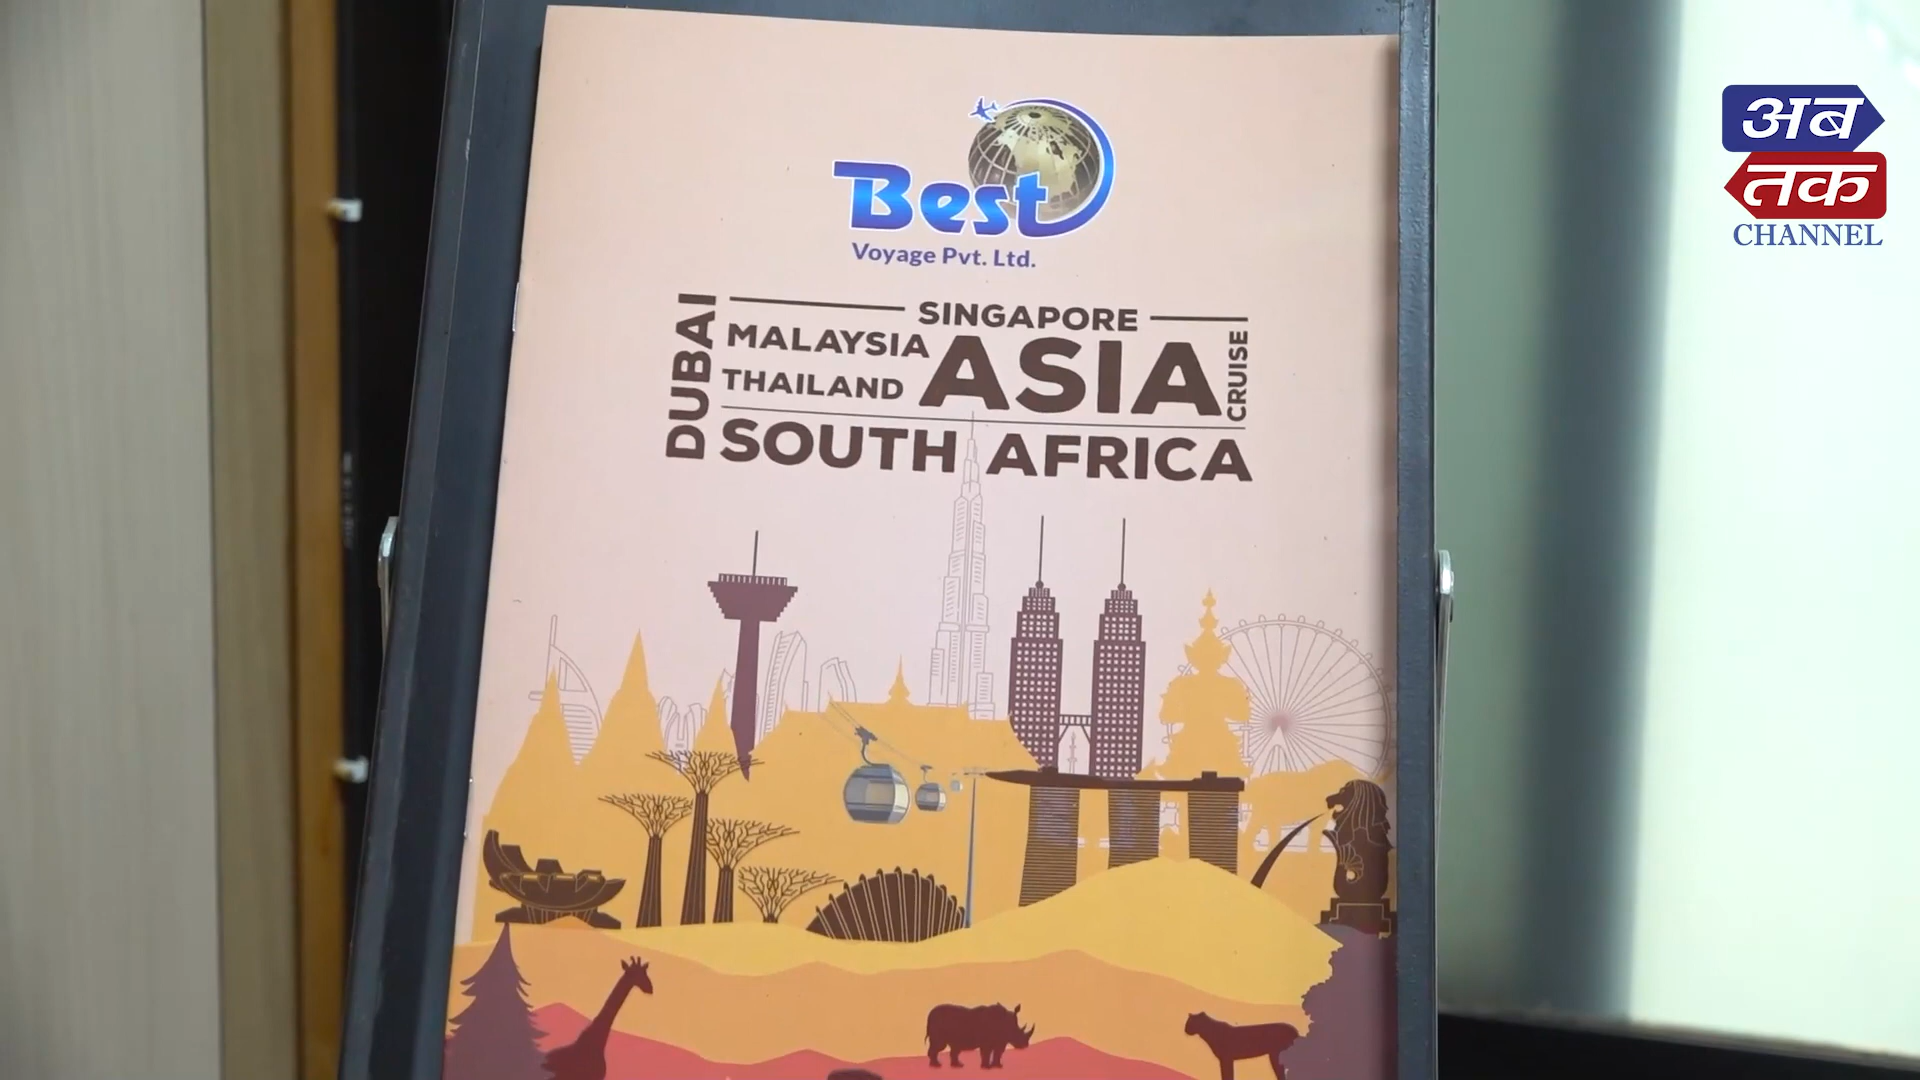 Best
Voyage Pvt. Ltd.
DUBAI
SINGAPORE
MALAYSIA
THAILAND
ASIA
CRUISE
SOUTH AFRICA
अब
तक
CHANNEL